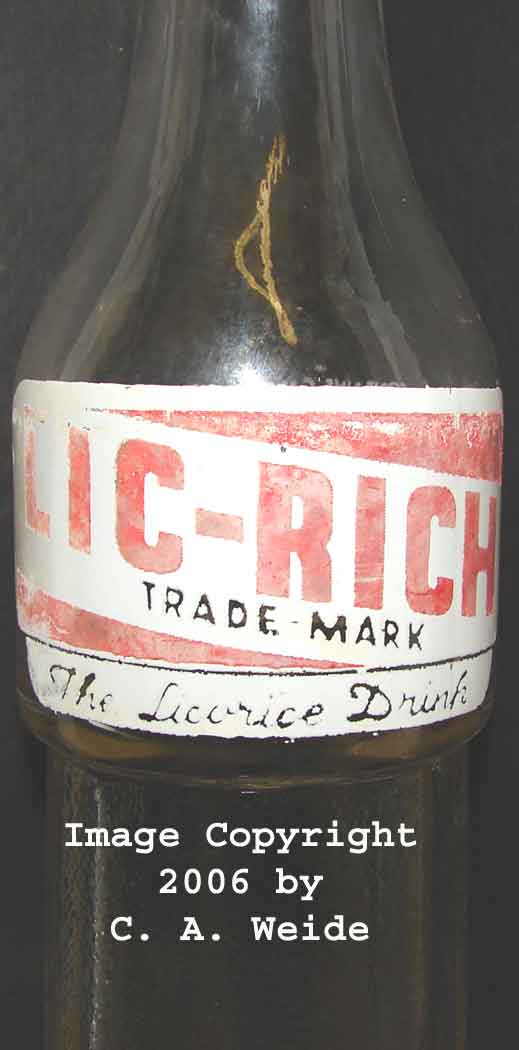 LIC-RICH
TRADE-MARK
The Licorice Drink
Image Copyright
2006 by
C. A. Weide